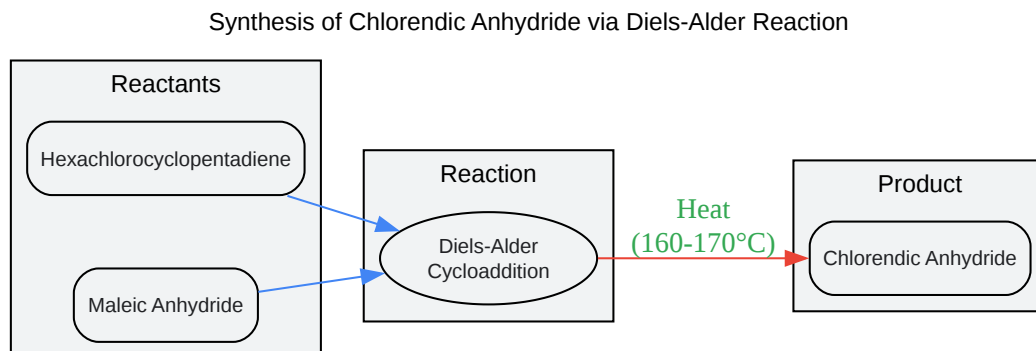 Synthesis of Chlorendic Anhydride via Diels-Alder Reaction
Reactants
Hexachlorocyclopentadiene
Maleic Anhydride
Reaction
Diels-Alder
Cycloaddition
Heat
(160-170°C)
Product
Chlorendic Anhydride